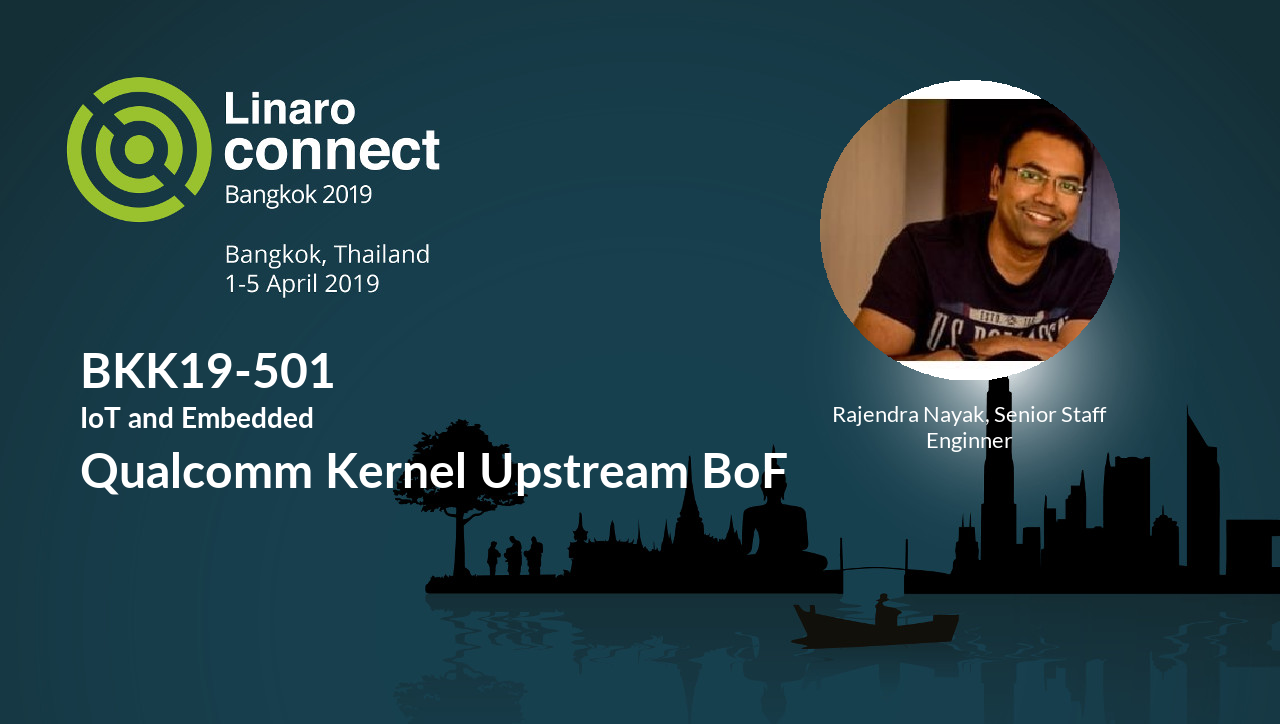 Linaro
connect
Bangkok 2019
Bangkok, Thailand
1-5 April 2019
BKK19-501
IoT and Embedded
Qualcomm Kernel Upstream BoF
Rajendra Nayak, Senior Staff
Enginner
U.S.